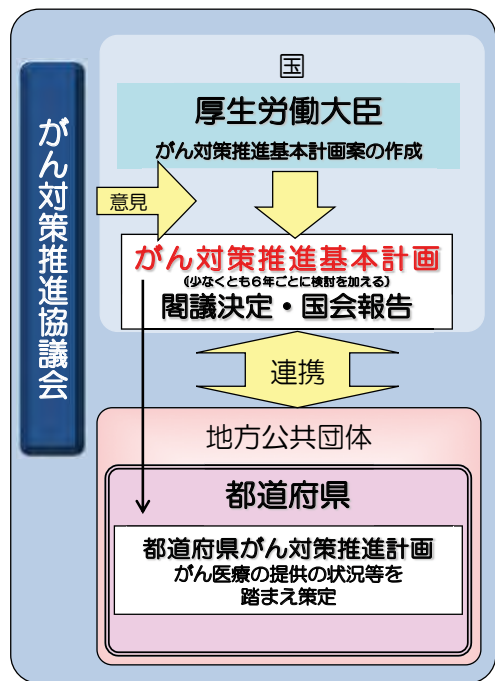 がん対策推進協議会
国
厚生労働大臣
がん対策推進基本計画案の作成
意見
がん対策推進基本計画
(少なくとも6年ごとに検討を加える)
閣議決定・国会報告
連携
地方公共団体
都道府県
都道府県がん対策推進計画
がん医療の提供の状況等を
踏まえ策定